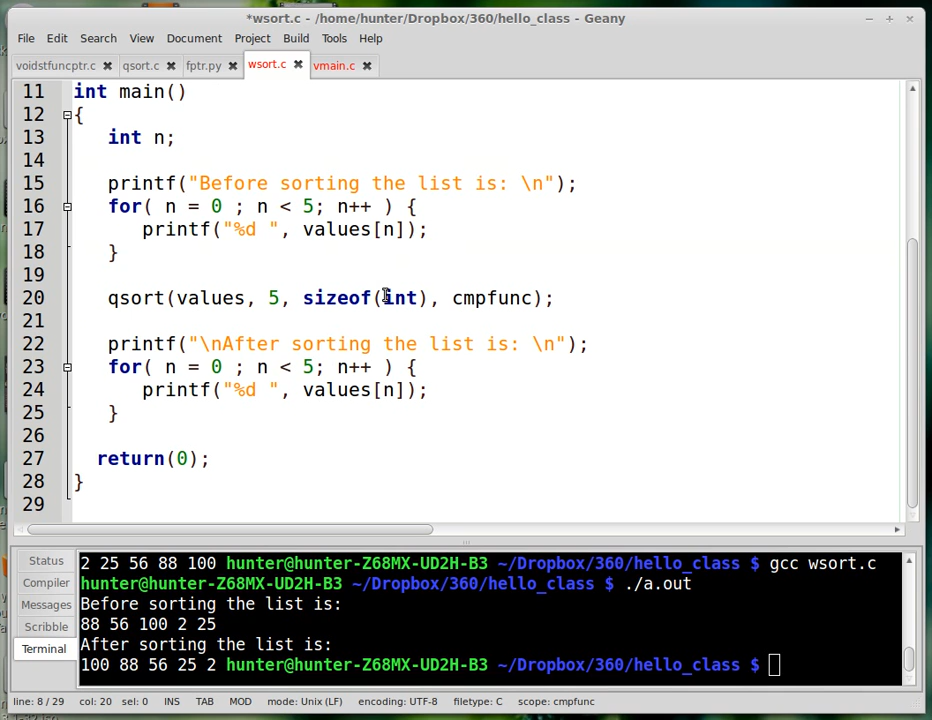 *wsort.c - /home/hunter/Dropbox/360/hello_class - Geany
File Edit Search View Document Project Build Tools Help
voidstfuncptr.c qsort.c fptr.py wsort.c vmain.c
11 int main()
12 {
13 int n;
14
15 printf("Before sorting the list is: \n");
16 for( n = 0 ; n < 5; n++ ) {
17 printf("%d ", values[n]);
18 }
19
20 qsort(values, 5, sizeof(int), cmpfunc);
21
22 printf("\nAfter sorting the list is: \n");
23 for( n = 0 ; n < 5; n++ ) {
24 printf("%d ", values[n]);
25 }
26
27 return(0);
28 }
29
Status
Compiler
Messages
Scribble
Terminal
2 25 56 88 100 hunter@hunter-Z68MX-UD2H-B3 ~/Dropbox/360/hello_class $ gcc wsort.c
hunter@hunter-Z68MX-UD2H-B3 ~/Dropbox/360/hello_class $ ./a.out
Before sorting the list is:
88 56 100 2 25
After sorting the list is:
100 88 56 25 2 hunter@hunter-Z68MX-UD2H-B3 ~/Dropbox/360/hello_class $
line: 8 / 29 col: 20 sel: 0 INS TAB MOD mode: Unix (LF) encoding: UTF-8 filetype: C scope: cmpfunc